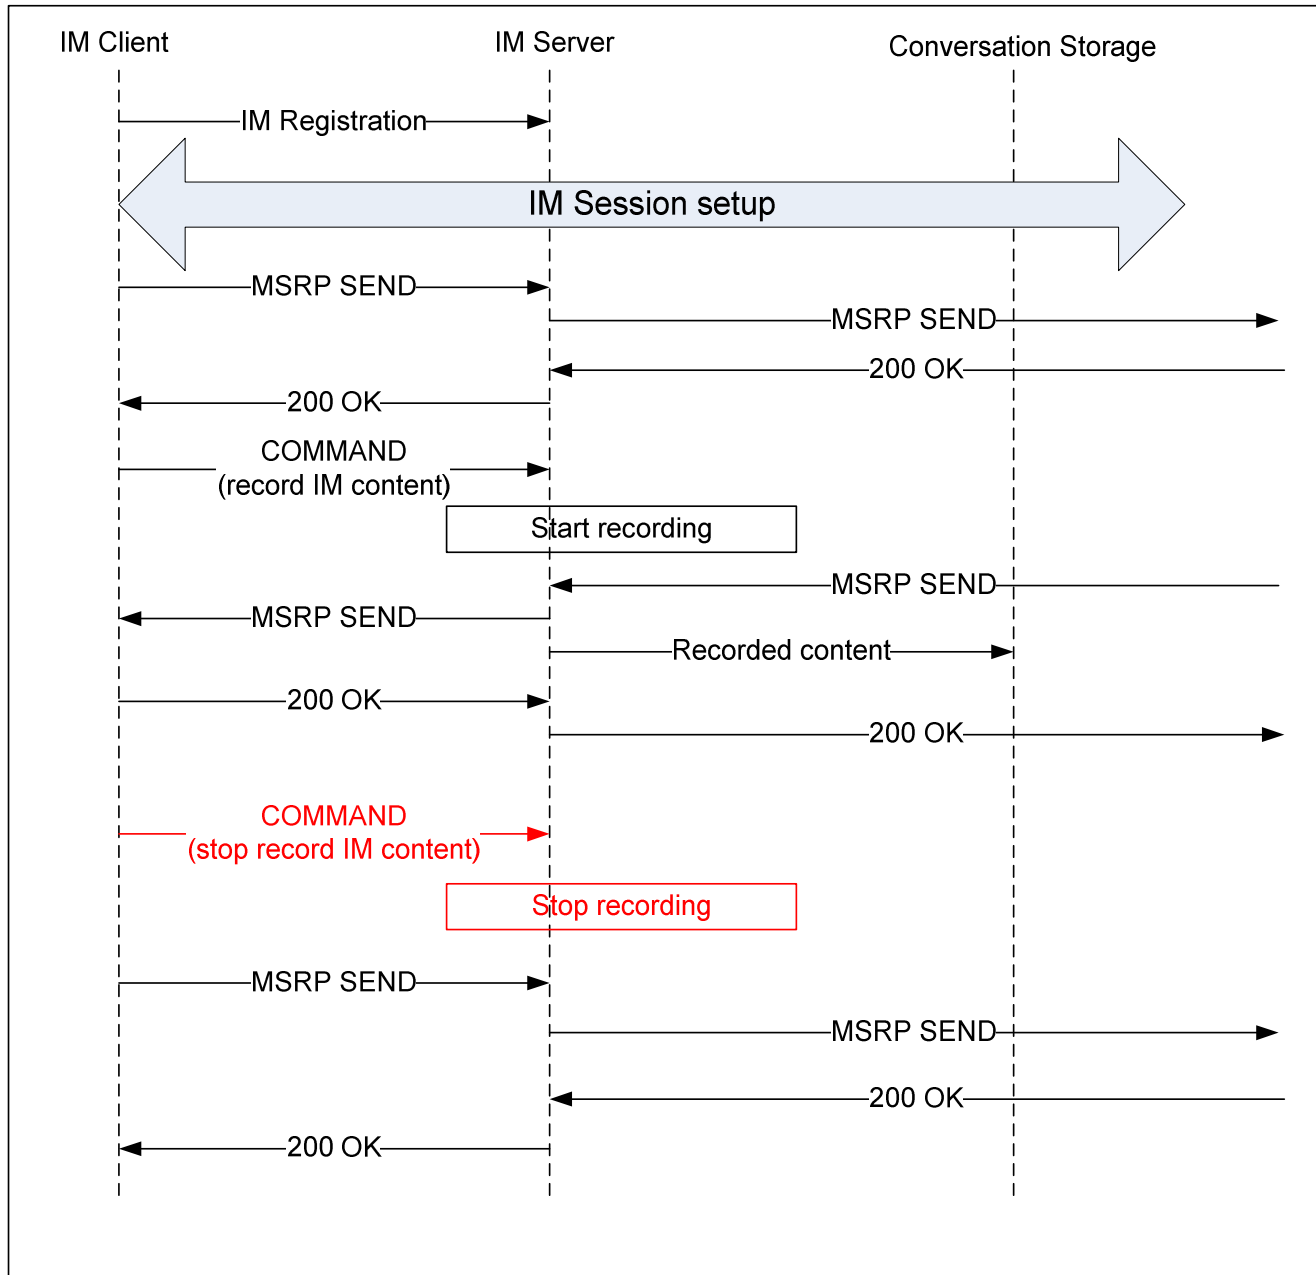 IM Client
IM Server
Conversation Storage
IM Registration
IM Session setup
MSRP SEND
MSRP SEND
200 OK
200 OK
COMMAND
(record IM content)
Start recording
MSRP SEND
MSRP SEND
Recorded content
200 OK
200 OK
COMMAND
(stop record IM content)
Stop recording
MSRP SEND
MSRP SEND
200 OK
200 OK